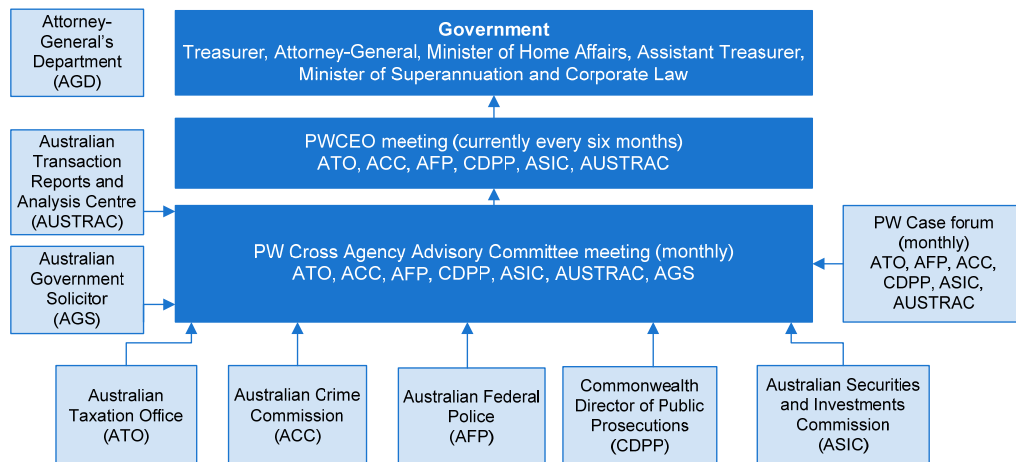 Attorney-
General's
Department
(AGD)
Government
Treasurer, Attorney-General, Minister of Home Affairs, Assistant Treasurer,
Minister of Superannuation and Corporate Law
Australian
Transaction
Reports and
Analysis Centre
(AUSTRAC)
PWCEO meeting (currently every six months)
ATO, ACC, AFP, CDPP, ASIC, AUSTRAC
Australian
Government
Solicitor
(AGS)
PW Cross Agency Advisory Committee meeting (monthly)
ATO, ACC, AFP, CDPP, ASIC, AUSTRAC, AGS
PW Case forum
(monthly)
ATO, AFP, ACC,
CDPP, ASIC,
AUSTRAC
Australian
Taxation Office
(ATO)
Australian Crime
Commission
(ACC)
Australian Federal
Police
(AFP)
Commonwealth
Director of Public
Prosecutions
(CDPP)
Australian Securities
and Investments
Commission
(ASIC)